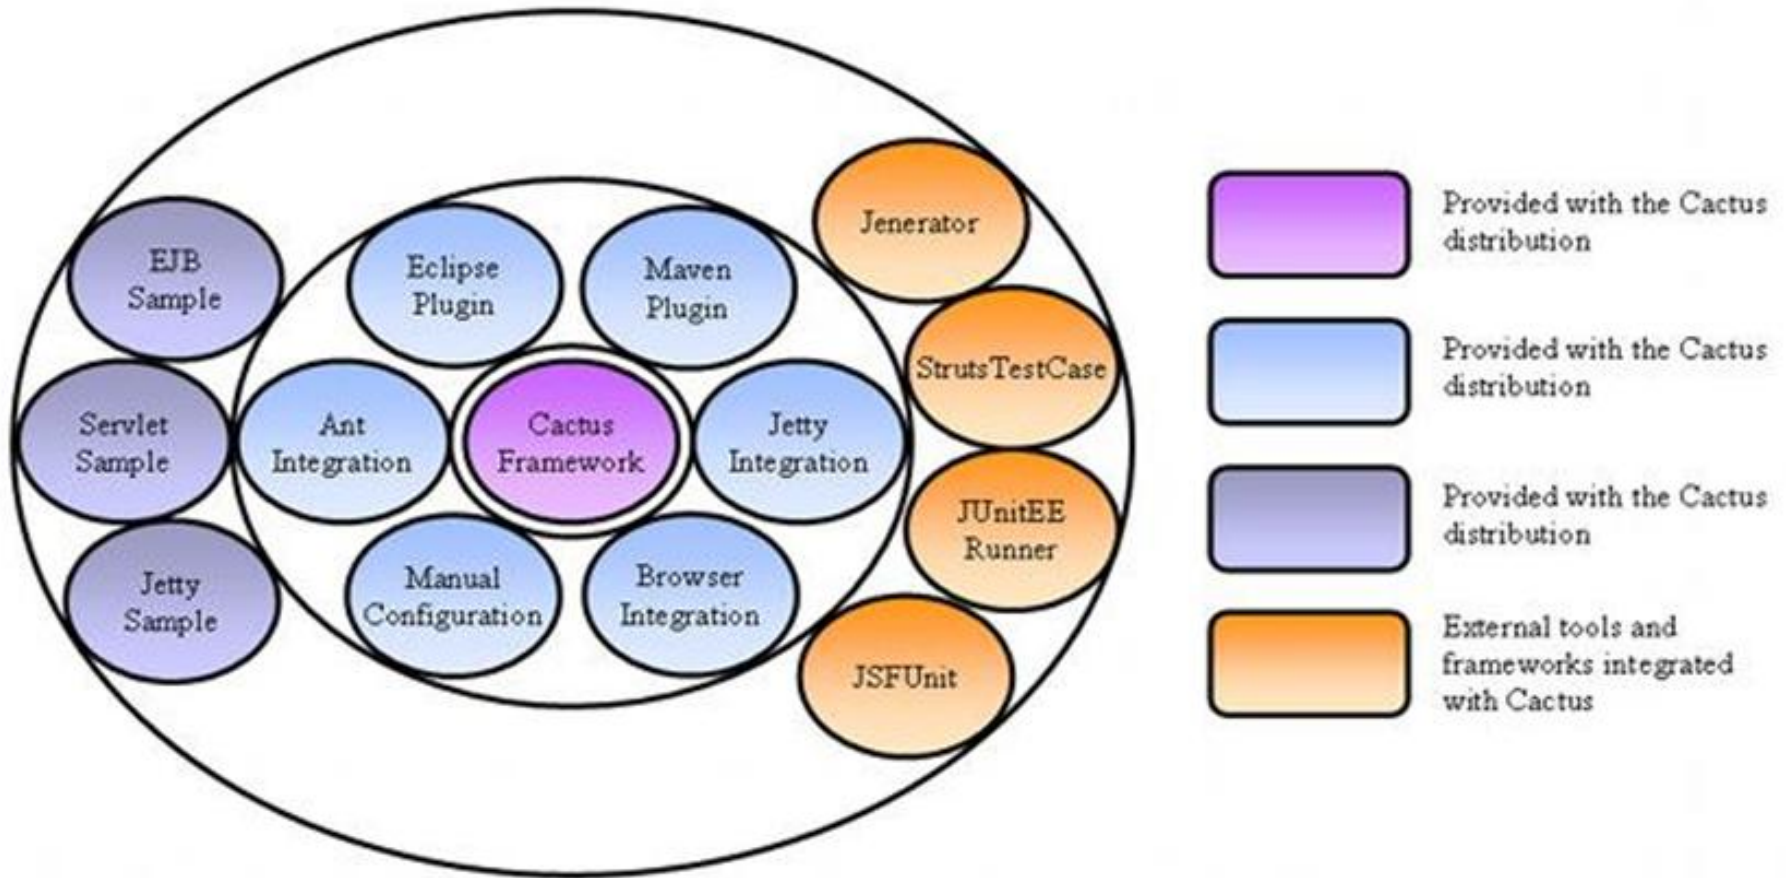 EJB
Sample
Servlet
Sample
Jetty
Sample
Eclipse
Plugin
Maven
Plugin
Ant
Integration
Cactus
Framework
Jetty
Integration
Manual
Configuration
Browser
Integration
Jenerator
StrutsTestCase
JUnitEE
Runner
JSFUnit
Provided with the Cactus
distribution
Provided with the Cactus
distribution
Provided with the Cactus
distribution
External tools and
frameworks integrated
with Cactus